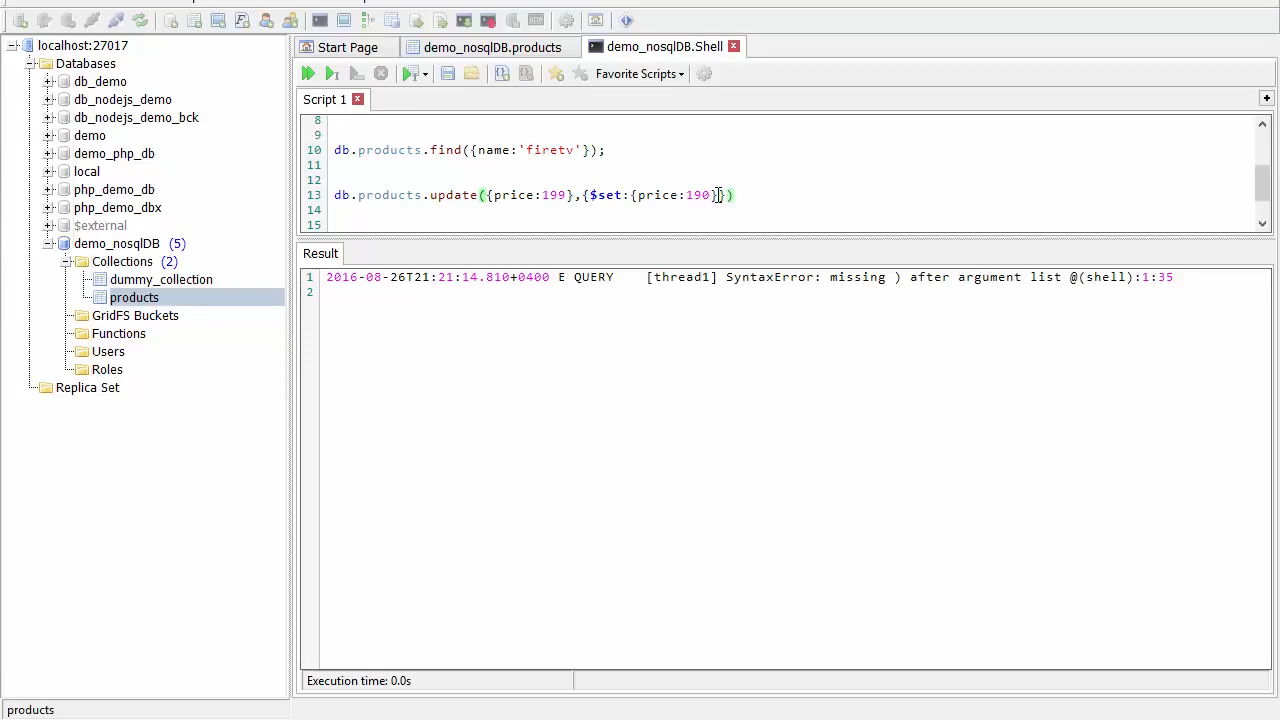 localhost:27017
Databases
db_demo
db_nodejs_demo
db_nodejs_demo_bck
demo
demo_php_db
local
php_demo_db
php_demo_dbx
$external
demo_nosqlDB (5)
Collections (2)
dummy_collection
products
GridFS Buckets
Functions
Users
Roles
Replica Set
products
Start Page
demo_nosqlDB.products
demo_nosqlDB.Shell
Favorite Scripts
Script 1
8
9
10 db.products.find({name:'firetv'});
11
12
13 db.products.update({price:199},{$set:{price:190}})
14
15
Result
1 2016-08-26T21:21:14.810+0400 E QUERY [thread1] SyntaxError: missing ) after argument list @(shell):1:35
2
Execution time: 0.0s